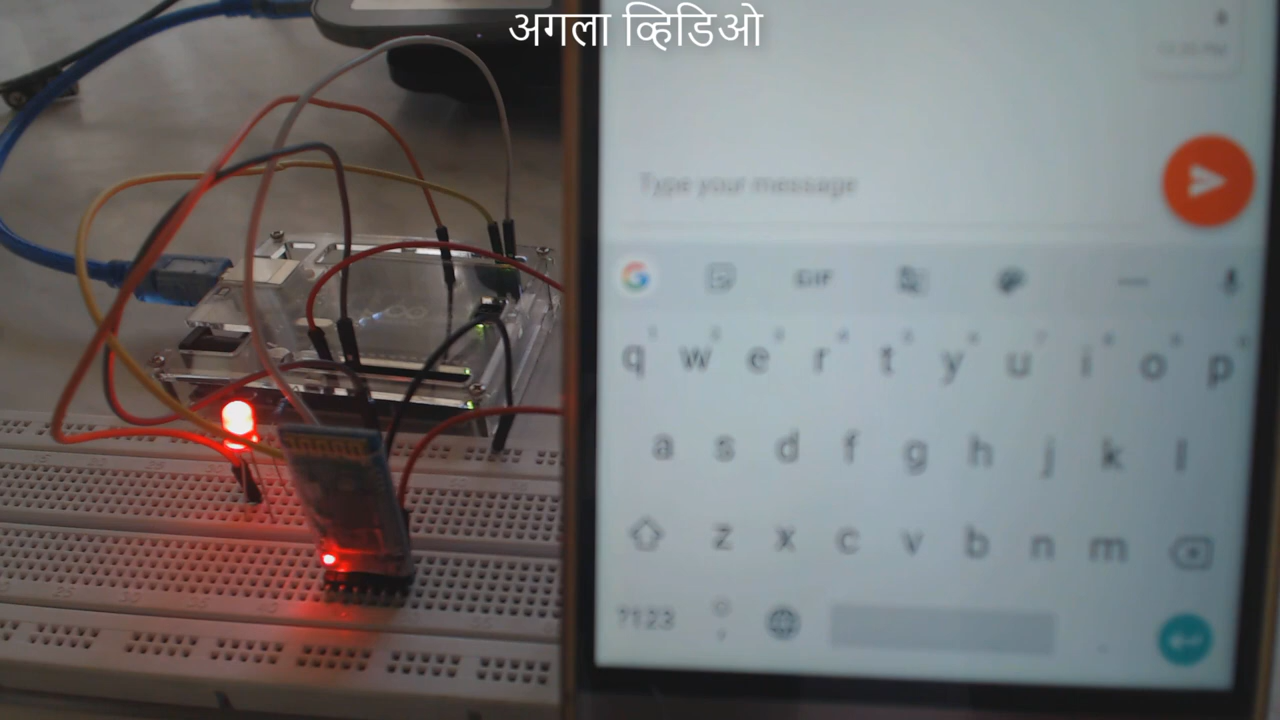 अगला व्हिडिओ
Type your message
GIF
q w e r t y u i o p
a s d f g h j k l
z x c v b n m
?123